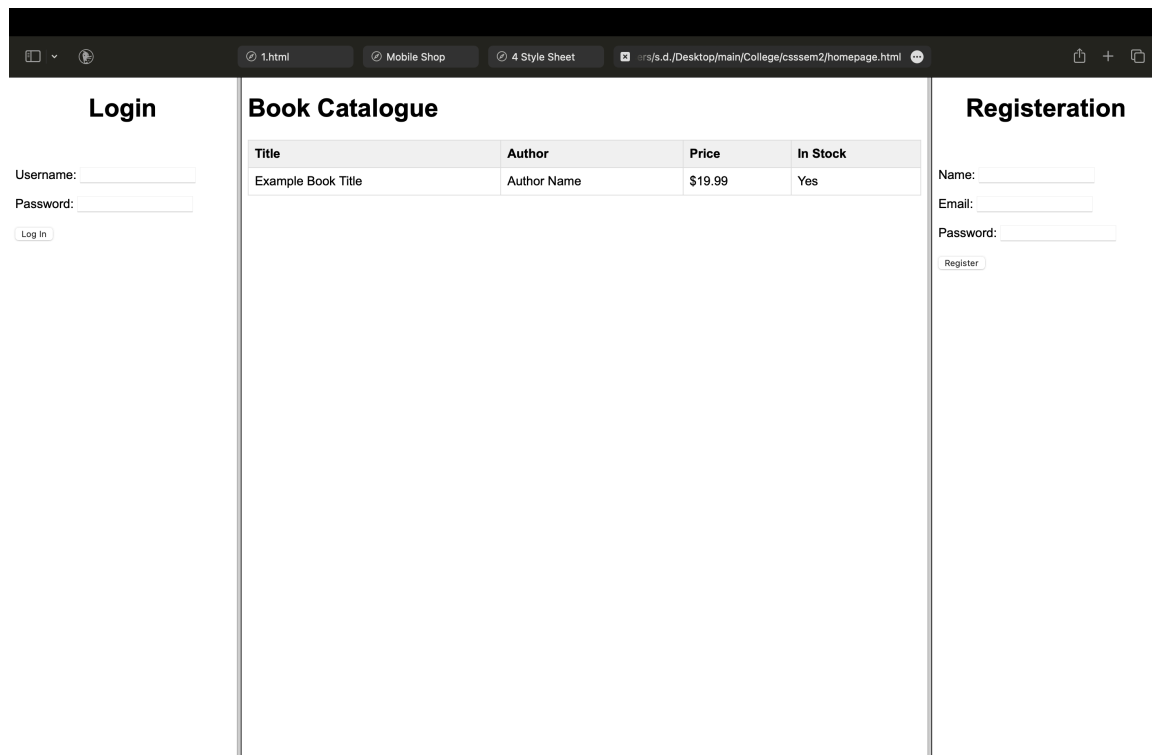 1.html
Mobile Shop
4 Style Sheet
ers/s.d./Desktop/main/College/csssem2/homepage.html
Login
Username:
Password:
Log In
Book Catalogue
Title Author Price In Stock
Example Book Title Author Name $19.99 Yes
Registeration
Name:
Email:
Password:
Register